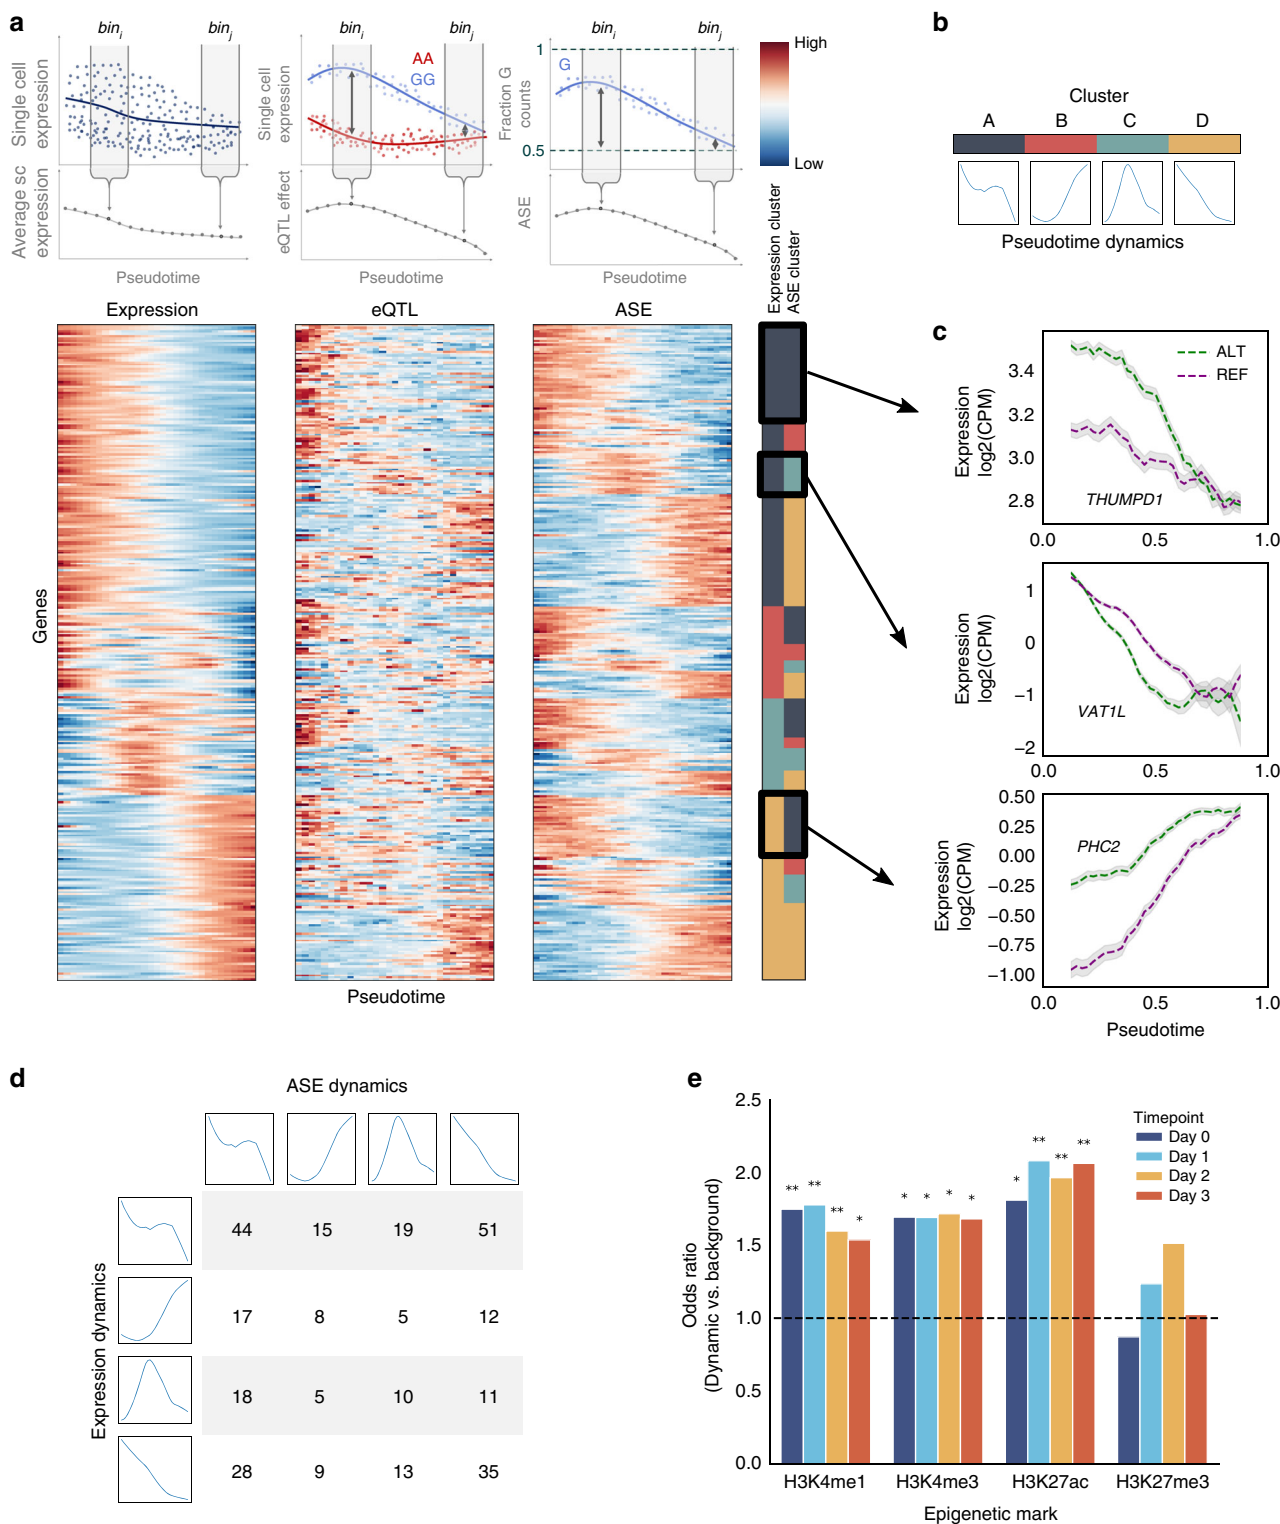 a
bin_i
bin_j
bin_i
bin_j
bin_i
bin_j
Single cell
expression
Average sc
expression
Pseudotime
Single cell
expression
AA
GG
eQTL effect
Pseudotime
Fraction G
counts
1
0.5
G
ASE
Pseudotime
High
Low
Expression cluster
ASE cluster
Expression
eQTL
ASE
Genes
Pseudotime
b
Cluster
A B C D
Pseudotime dynamics
c
Expression
log2(CPM)
3.4
3.2
3.0
2.8
ALT
REF
THUMPD1
0.0 0.5 1.0
Expression
log2(CPM)
1
0
−1
−2
VAT1L
0.0 0.5 1.0
Expression
log2(CPM)
0.50
0.25
0.00
−0.25
−0.50
−0.75
−1.00
PHC2
0.0 0.5 1.0
Pseudotime
d
ASE dynamics
Expression dynamics
44 15 19 51
17 8 5 12
18 5 10 11
28 9 13 35
e
Odds ratio
(Dynamic vs. background)
2.5
2.0
1.5
1.0
0.5
0.0
Timepoint
Day 0
Day 1
Day 2
Day 3
** ** ** *
* * * *
* ** ** **
H3K4me1 H3K4me3 H3K27ac H3K27me3
Epigenetic mark